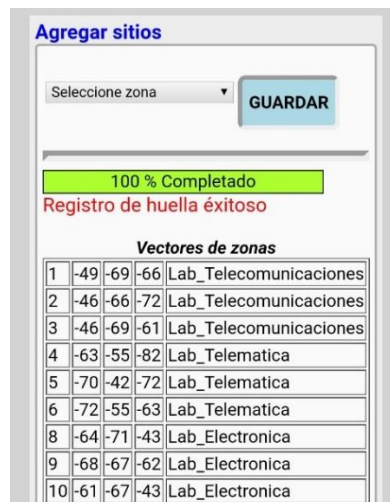 Agregar sitios
Seleccione zona
GUARDAR
100 % Completado
Registro de huella éxitoso
Vectores de zonas
1 -49 -69 -66 Lab_Telecomunicaciones
2 -46 -66 -72 Lab_Telecomunicaciones
3 -46 -69 -61 Lab_Telecomunicaciones
4 -63 -55 -82 Lab_Telematica
5 -70 -42 -72 Lab_Telematica
6 -72 -55 -63 Lab_Telematica
8 -64 -71 -43 Lab_Electronica
9 -68 -67 -62 Lab_Electronica
10 -61 -67 -43 Lab_Electronica